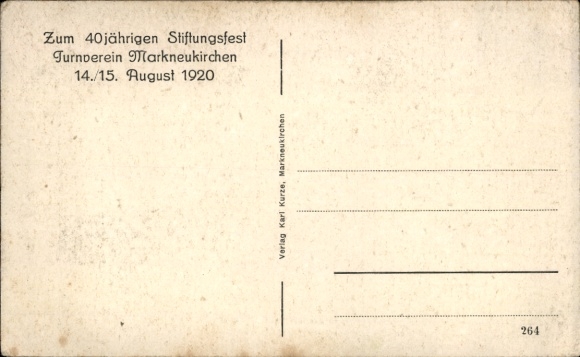 Zum 40jährigen Stiftungsfest
Turnverein Markneukirchen
14./15. August 1920
Verlag Karl Kurze, Markneukirchen
264